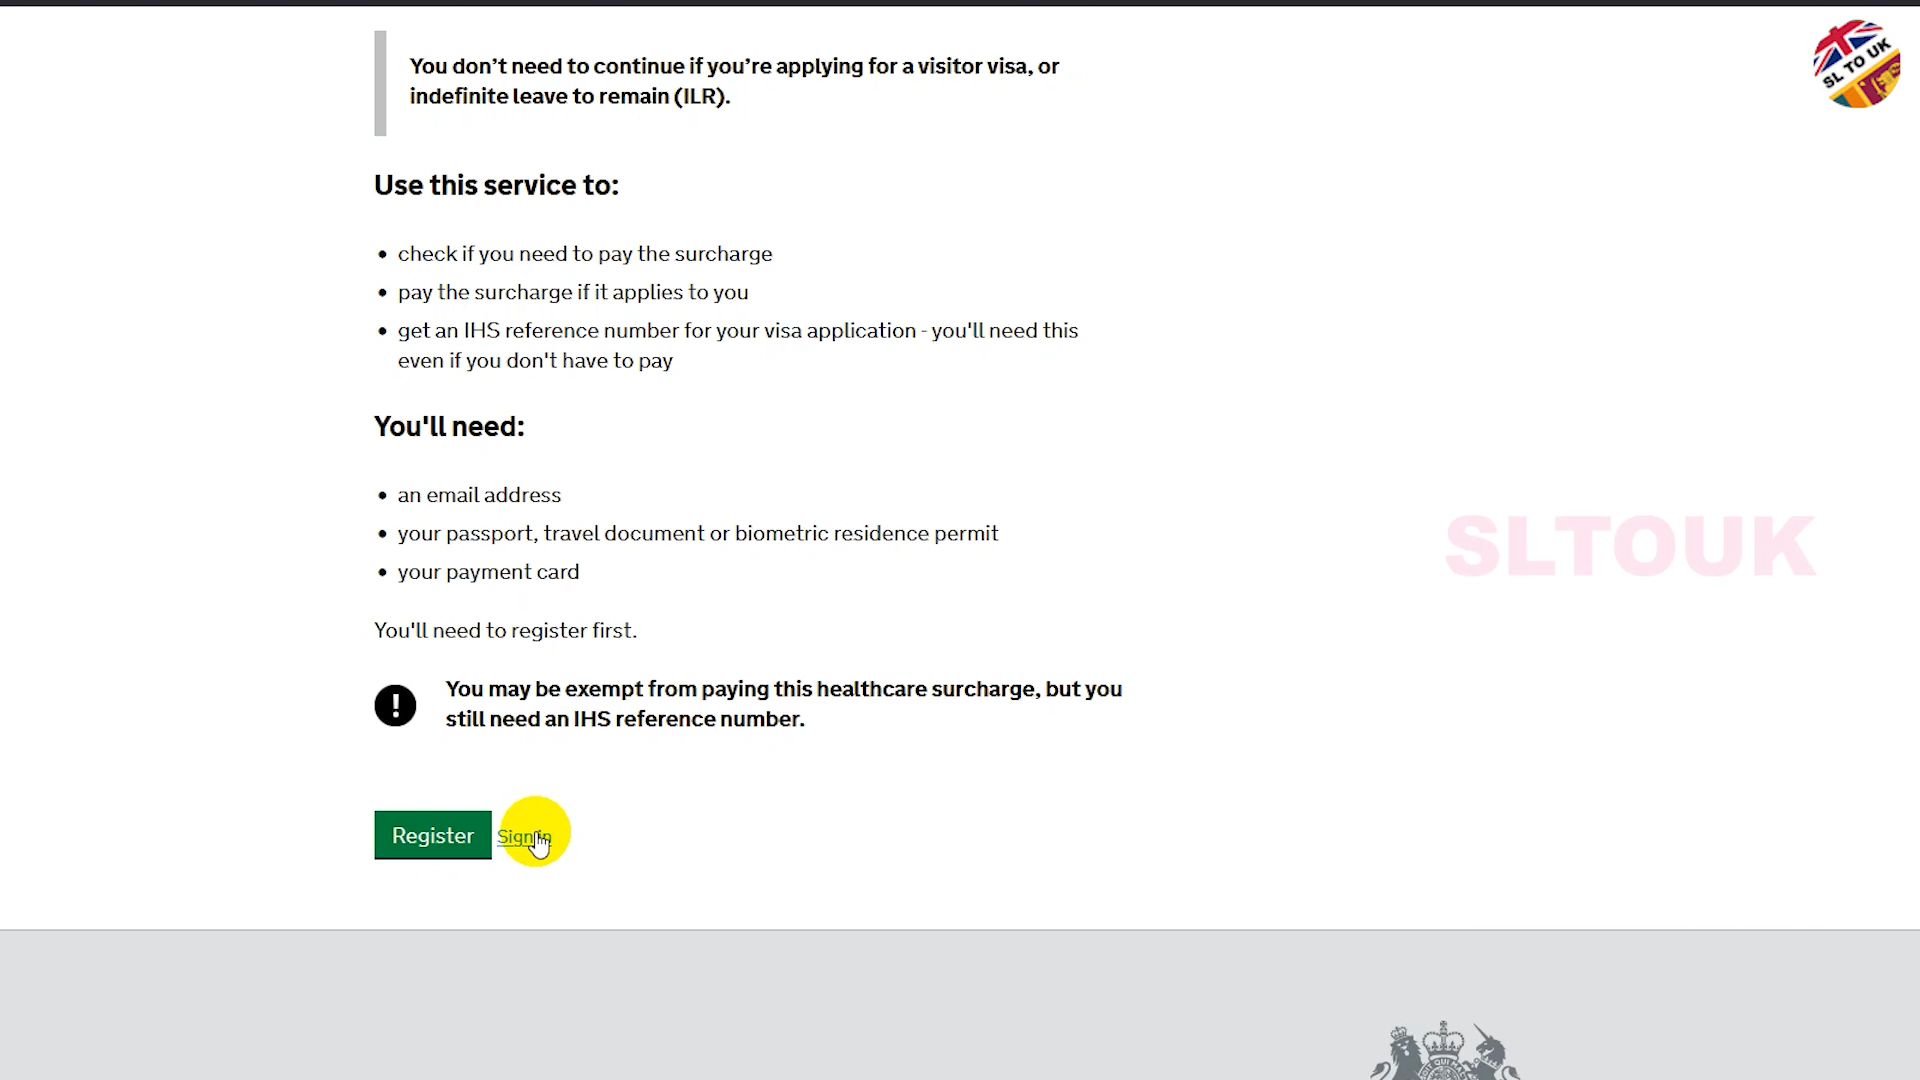 You don’t need to continue if you’re applying for a visitor visa, or
indefinite leave to remain (ILR).
SL TO UK
Use this service to:
• check if you need to pay the surcharge
• pay the surcharge if it applies to you
• get an IHS reference number for your visa application - you'll need this
even if you don't have to pay
You'll need:
• an email address
• your passport, travel document or biometric residence permit
• your payment card
SLTOUK
You'll need to register first.
! You may be exempt from paying this healthcare surcharge, but you
still need an IHS reference number.
Register Sign in